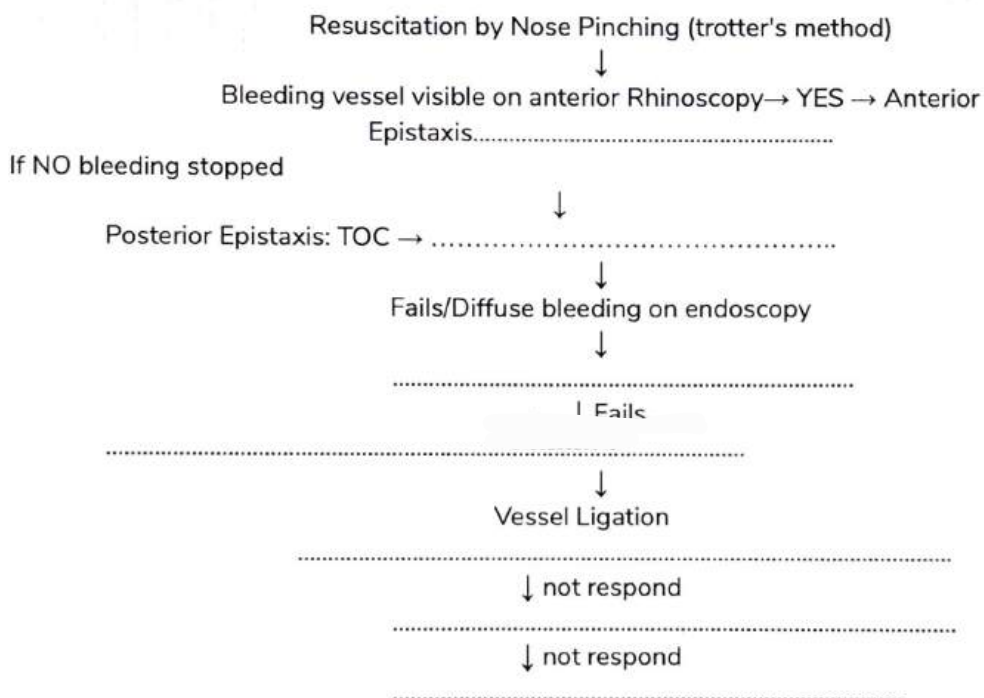 Resuscitation by Nose Pinching (trotter's method)
↓
Bleeding vessel visible on anterior Rhinoscopy→ YES → Anterior
Epistaxis........................................................................
If NO bleeding stopped
↓
Posterior Epistaxis: TOC → ............................................
↓
Fails/Diffuse bleeding on endoscopy
↓
................................................................................
↓ Fails
................................................................................
↓
Vessel Ligation
................................................................................
↓ not respond
................................................................................
↓ not respond
................................................................................